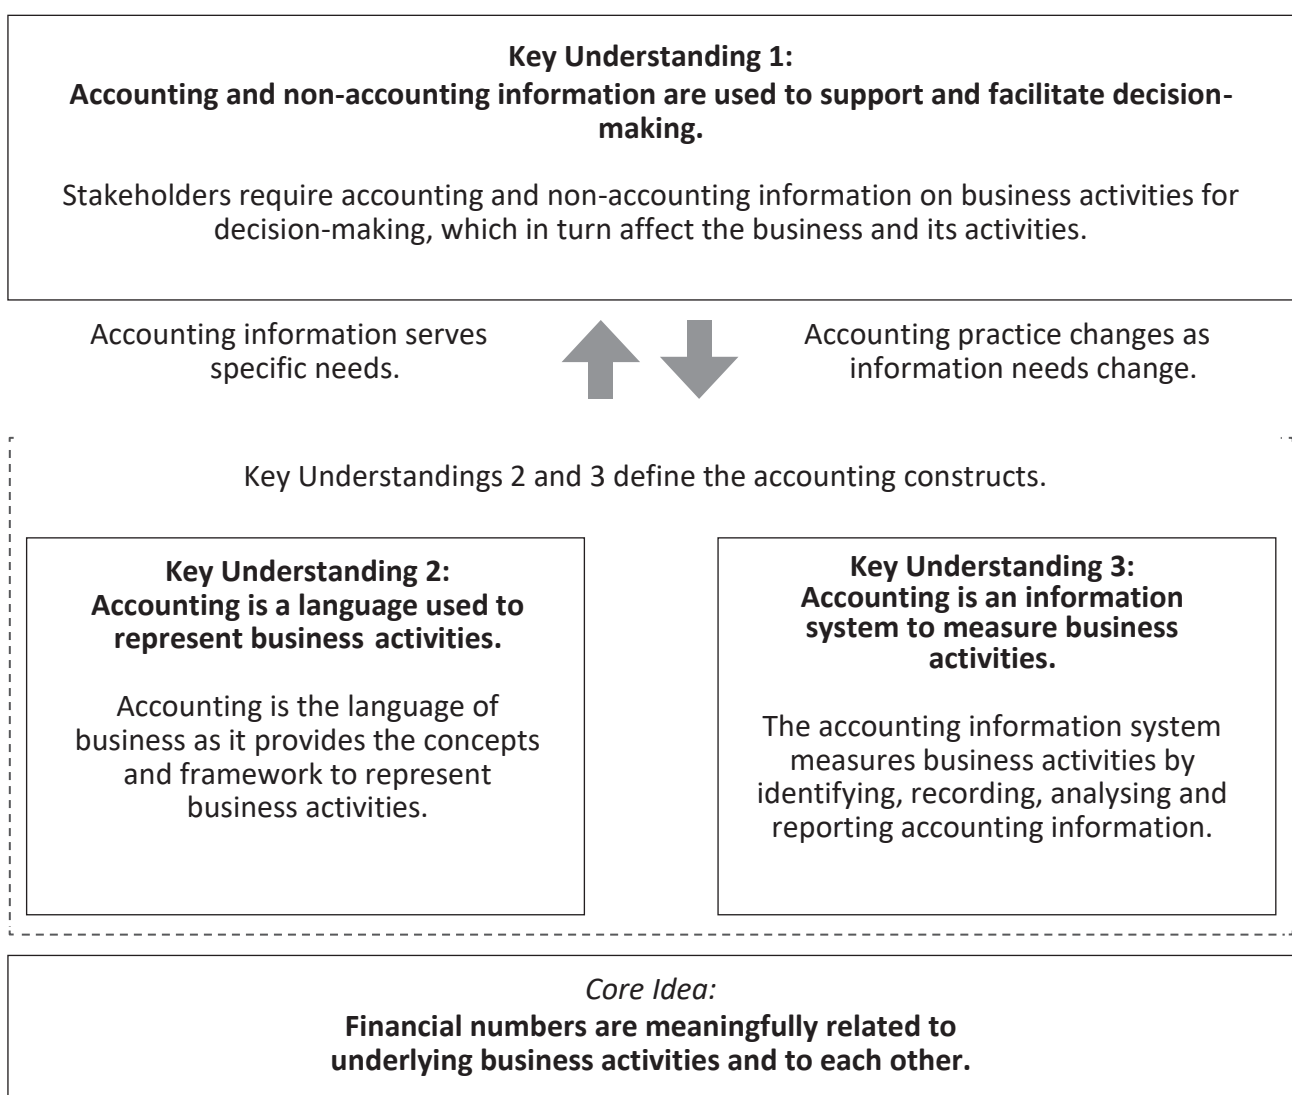 Key Understanding 1:
Accounting and non-accounting information are used to support and facilitate decision-
making.
Stakeholders require accounting and non-accounting information on business activities for
decision-making, which in turn affect the business and its activities.
Accounting information serves
specific needs.
Accounting practice changes as
information needs change.
Key Understandings 2 and 3 define the accounting constructs.
Key Understanding 2:
Accounting is a language used to
represent business activities.
Accounting is the language of
business as it provides the concepts
and framework to represent
business activities.
Key Understanding 3:
Accounting is an information
system to measure business
activities.
The accounting information system
measures business activities by
identifying, recording, analysing and
reporting accounting information.
Core Idea:
Financial numbers are meaningfully related to
underlying business activities and to each other.